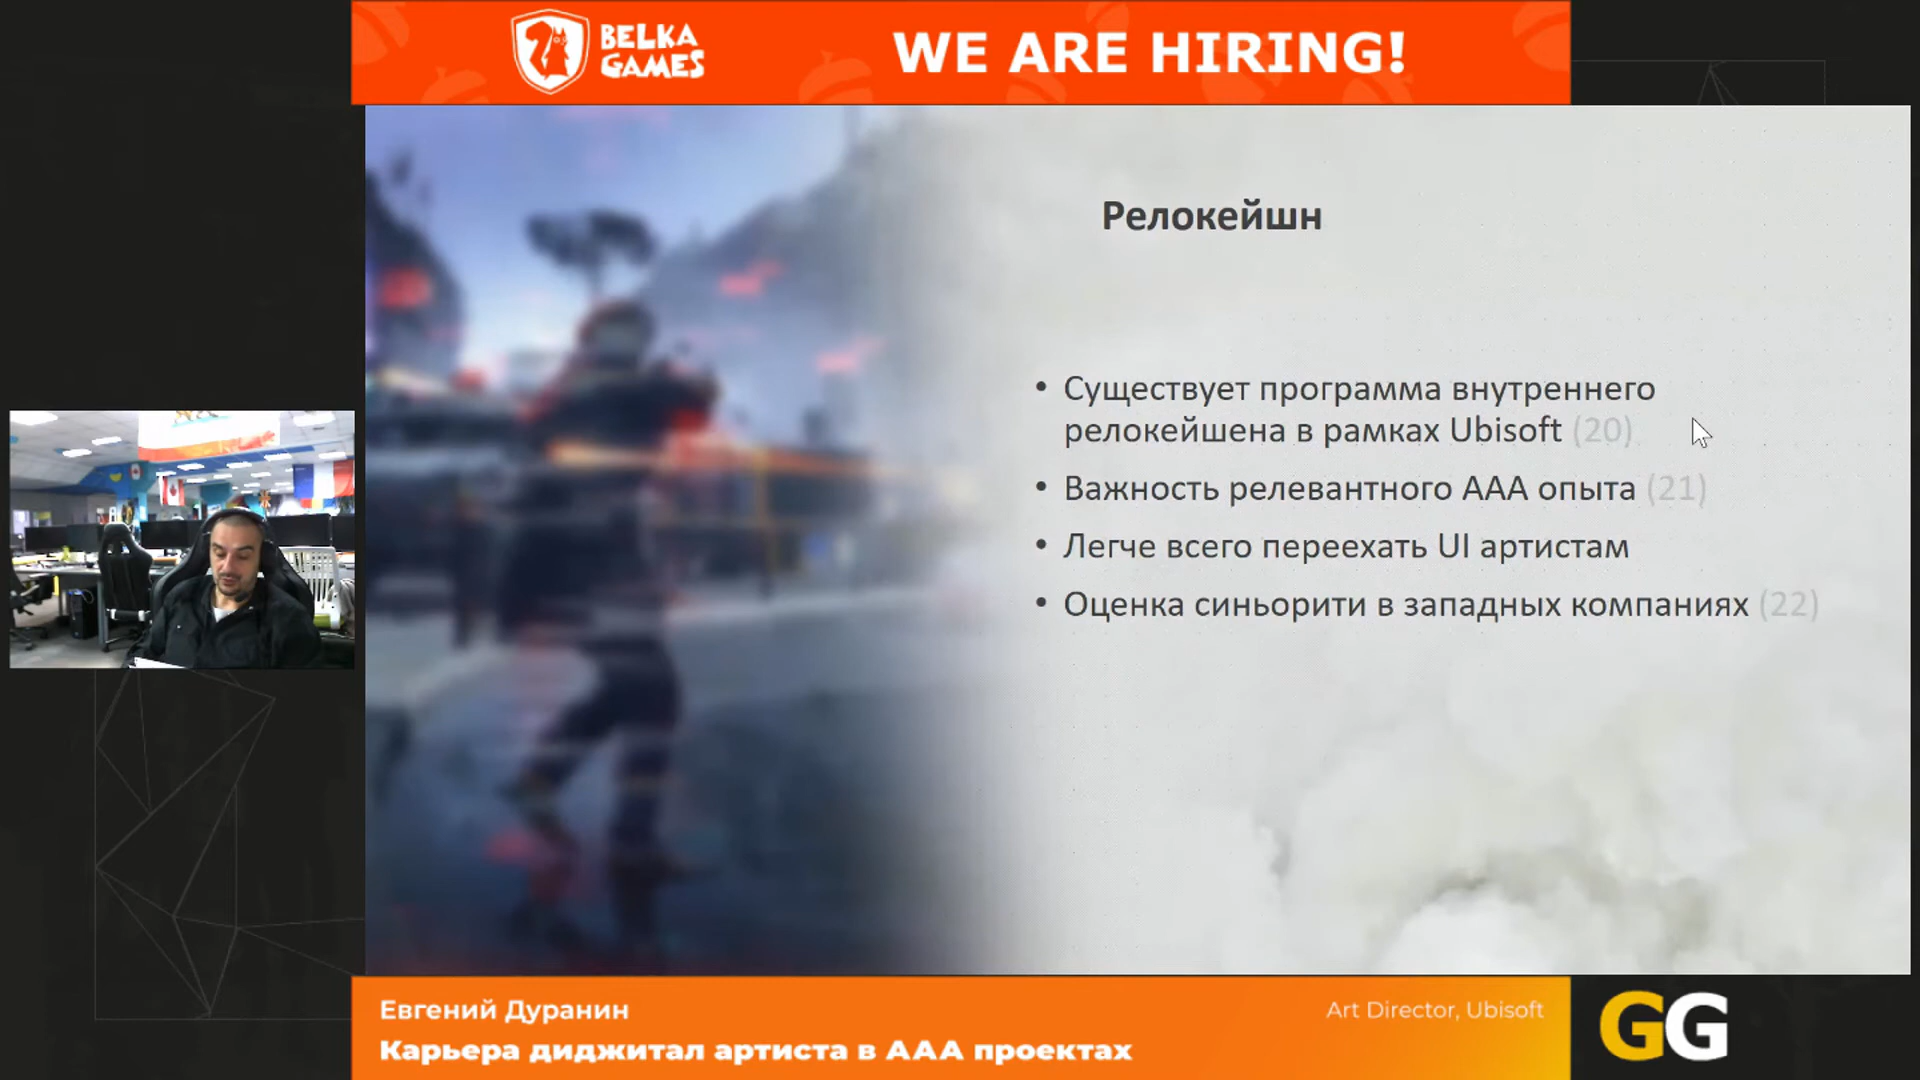 BELKA
GAMES
WE ARE HIRING!
Релокейшн
• Существует программа внутреннего
релокейшена в рамках Ubisoft (20)
• Важность релевантного ААА опыта (21)
• Легче всего переехать UI артистам
• Оценка синьорити в западных компаниях (22)
Евгений Дуранин
Art Director, Ubisoft
Карьера диджитал артиста в ААА проектах
GG